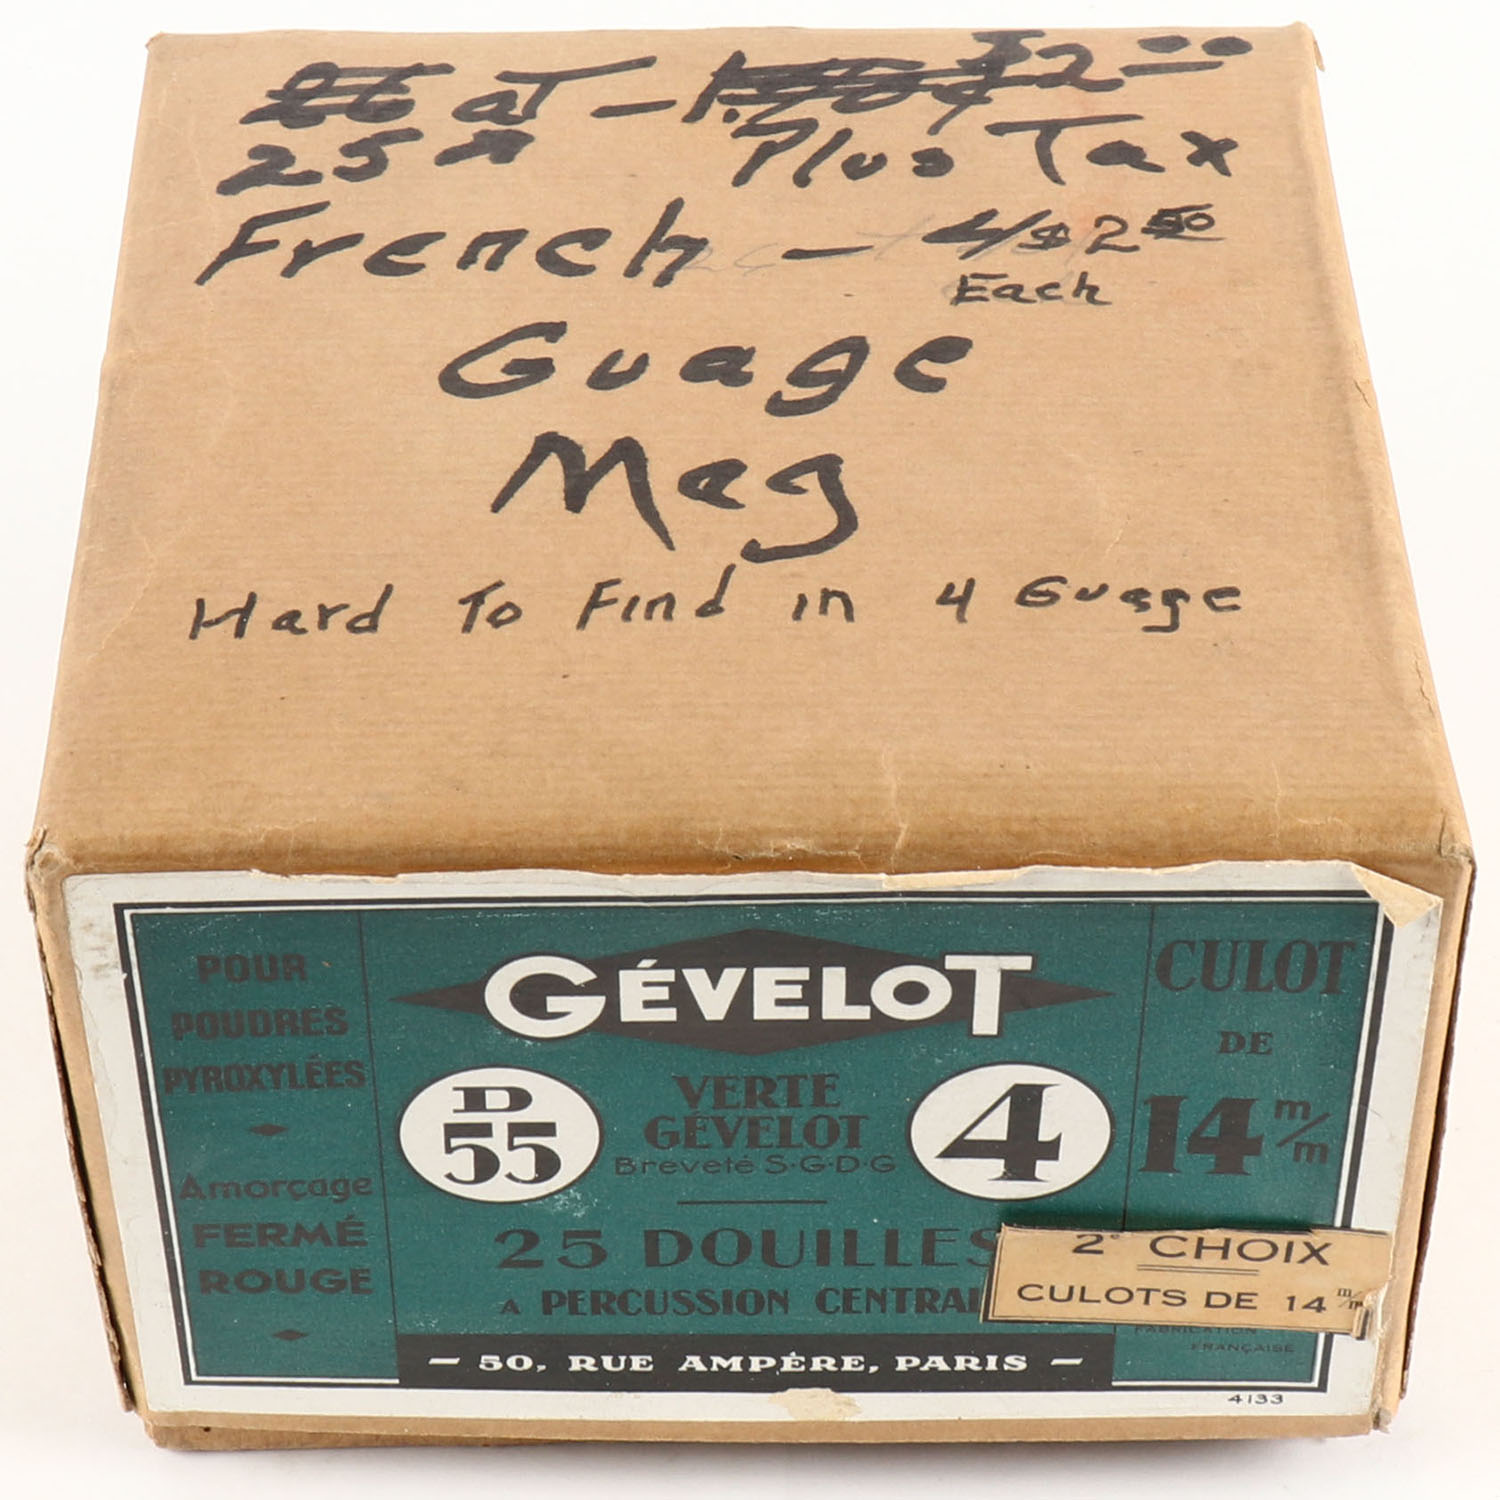 aT - $2.00
25 Plus Tax
French - 4/$2.50
Each
Guage
Mag
Hard To Find in 4 Guage
POUR
POUDRES
PYROXYLÉES
Amorçage
FERMÉ
ROUGE
GÉVELOT
D
55
VERTE
GÉVELOT
Breveté S·G·D·G
4
25 DOUILLES
A PERCUSSION CENTRAL
- 50, RUE AMPÈRE, PARIS -
CULOT
DE
14 m/m
2e CHOIX
CULOTS DE 14 m/m
FABRICATION
FRANÇAISE
4133